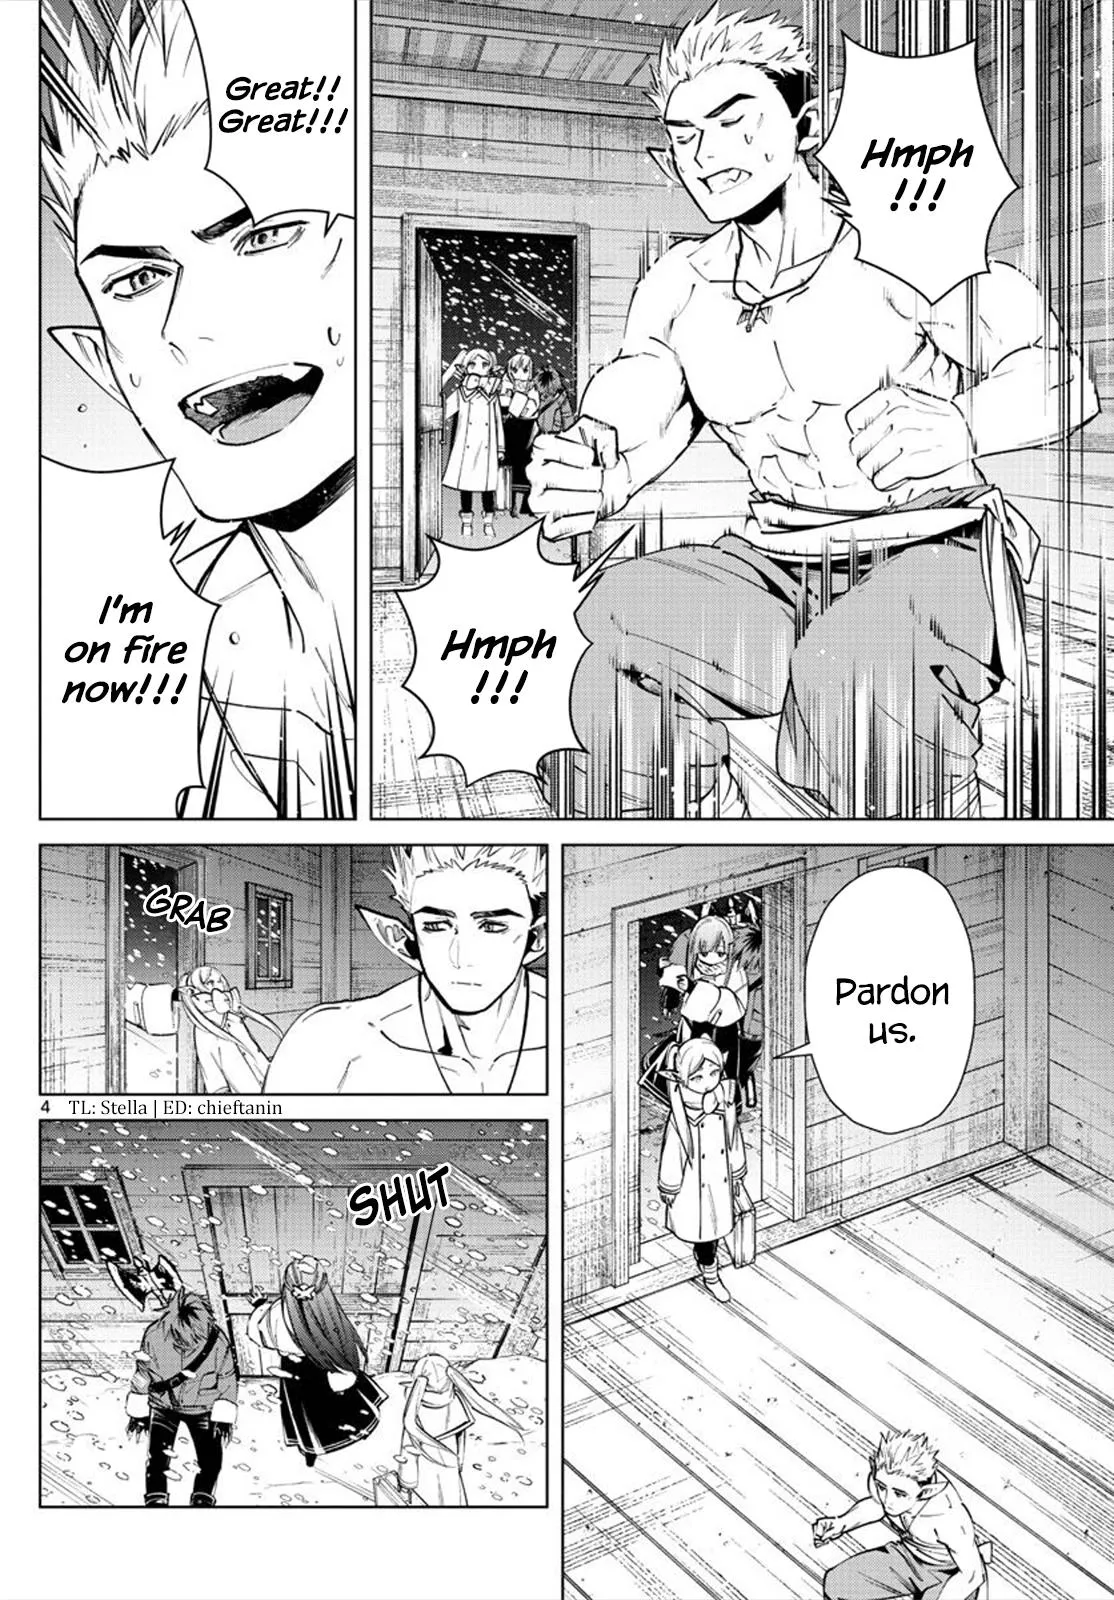 Hmph
!!!
Hmph
!!!
Great!!
Great!!!
I'm
on fire
now!!!
Pardon
us.
GRAB
4
TL: Stella | ED: chieftanin
SHUT